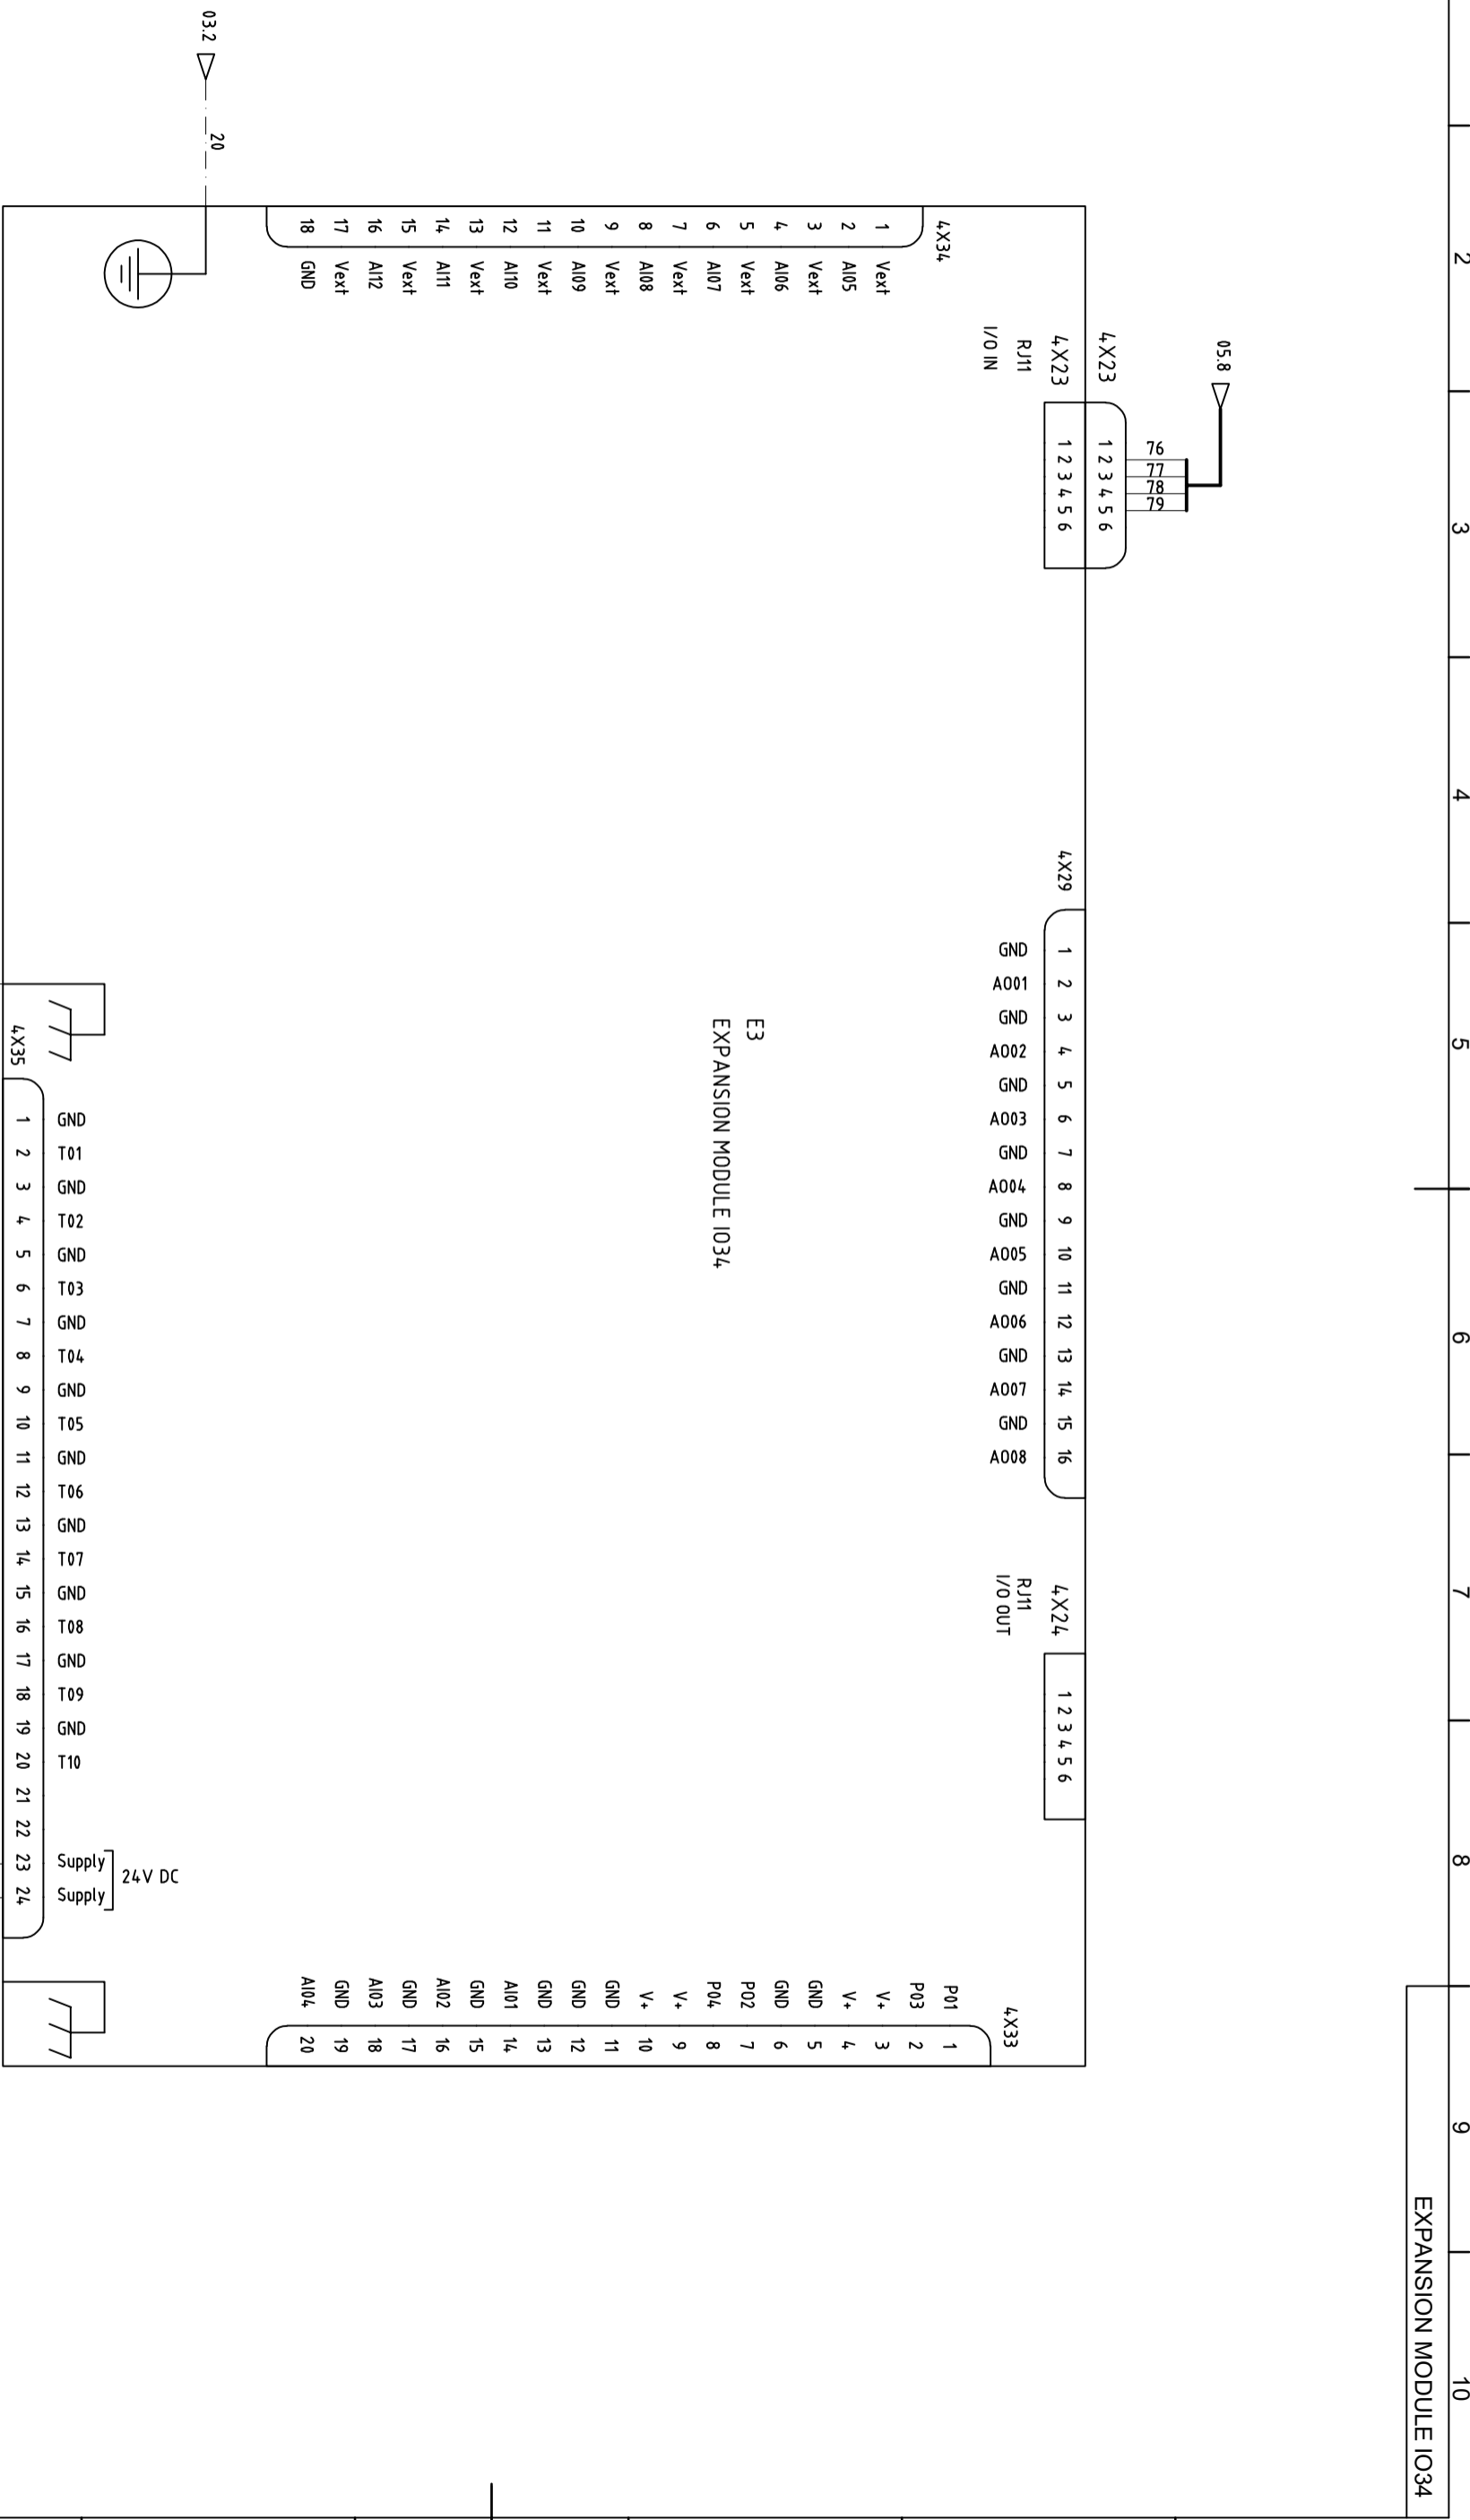 2 3 4 5 6 7 8 9 10
EXPANSION MODULE IO34
05.8
76
77
78
79
4X23
1 2 3 4 5 6
4X23
1 2 3 4 5 6
RJ11
I/O IN
4X29
1 GND
2 AO01
3 GND
4 AO02
5 GND
6 AO03
7 GND
8 AO04
9 GND
10 AO05
11 GND
12 AO06
13 GND
14 AO07
15 GND
16 AO08
4X24
1 2 3 4 5 6
RJ11
I/O OUT
4X34
1 Vext
2 AI05
3 Vext
4 AI06
5 Vext
6 AI07
7 Vext
8 AI08
9 Vext
10 AI09
11 Vext
12 AI10
13 Vext
14 AI11
15 Vext
16 AI12
17 Vext
18 GND
E3
EXPANSION MODULE IO34
4X33
P01 1
P03 2
V+ 3
V+ 4
GND 5
GND 6
P02 7
P04 8
V+ 9
V+ 10
GND 11
GND 12
GND 13
AI01 14
GND 15
AI02 16
GND 17
AI03 18
GND 19
AI04 20
03.2
20
24V DC
4X35
GND 1
T01 2
GND 3
T02 4
GND 5
T03 6
GND 7
T04 8
GND 9
T05 10
GND 11
T06 12
GND 13
T07 14
GND 15
T08 16
GND 17
T09 18
GND 19
T10 20
21
22
Supply 23
Supply 24